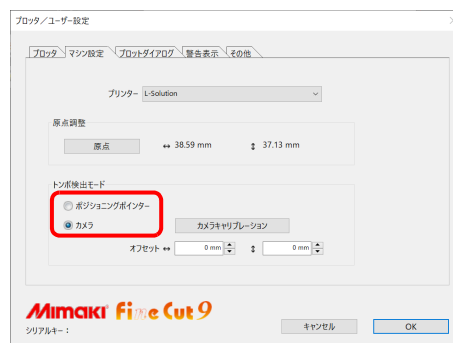 プロッタ／ユーザー設定
プロッタ マシン設定 プロットダイアログ 警告表示 その他
プリンター L-Solution
原点調整
原点 ↔ 38.59 mm ↕ 37.13 mm
トンボ検出モード
ポジショニングポインター
カメラ カメラキャリブレーション
オフセット ↔ 0 mm ↕ 0 mm
Mimaki Fine Cut 9
シリアルキー：
キャンセル OK